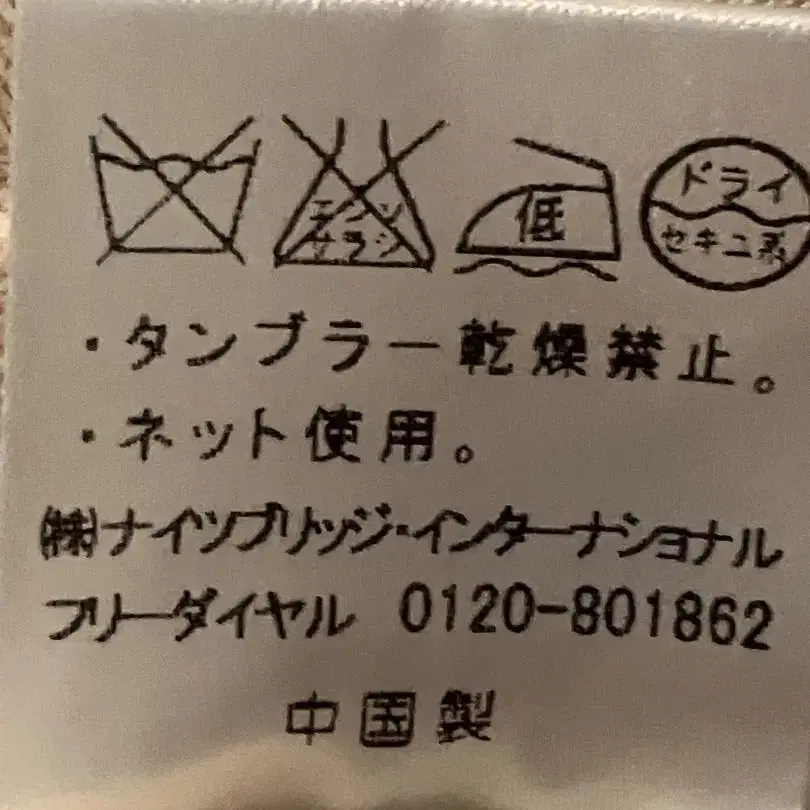 エンソ サラシ 低 ドライ セキユ系
・タンブラー乾燥禁止。
・ネット使用。
㈱ナイツブリッジ・インターナショナル
フリーダイヤル 0120-801862
中国製